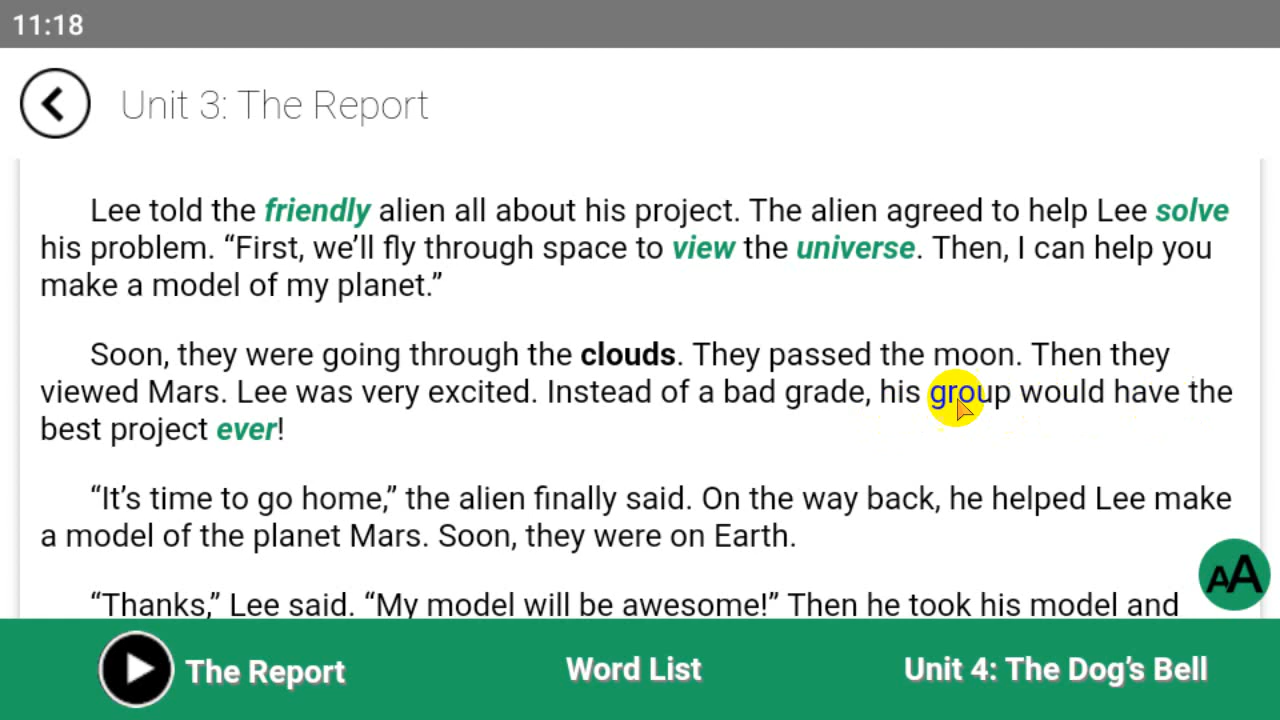 11:18
Unit 3: The Report
Lee told the friendly alien all about his project. The alien agreed to help Lee solve
his problem. “First, we’ll fly through space to view the universe. Then, I can help you
make a model of my planet.”
Soon, they were going through the clouds. They passed the moon. Then they
viewed Mars. Lee was very excited. Instead of a bad grade, his group would have the
best project ever!
“It’s time to go home,” the alien finally said. On the way back, he helped Lee make
a model of the planet Mars. Soon, they were on Earth.
“Thanks,” Lee said. “My model will be awesome!” Then he took his model and
AA
The Report
Word List
Unit 4: The Dog’s Bell